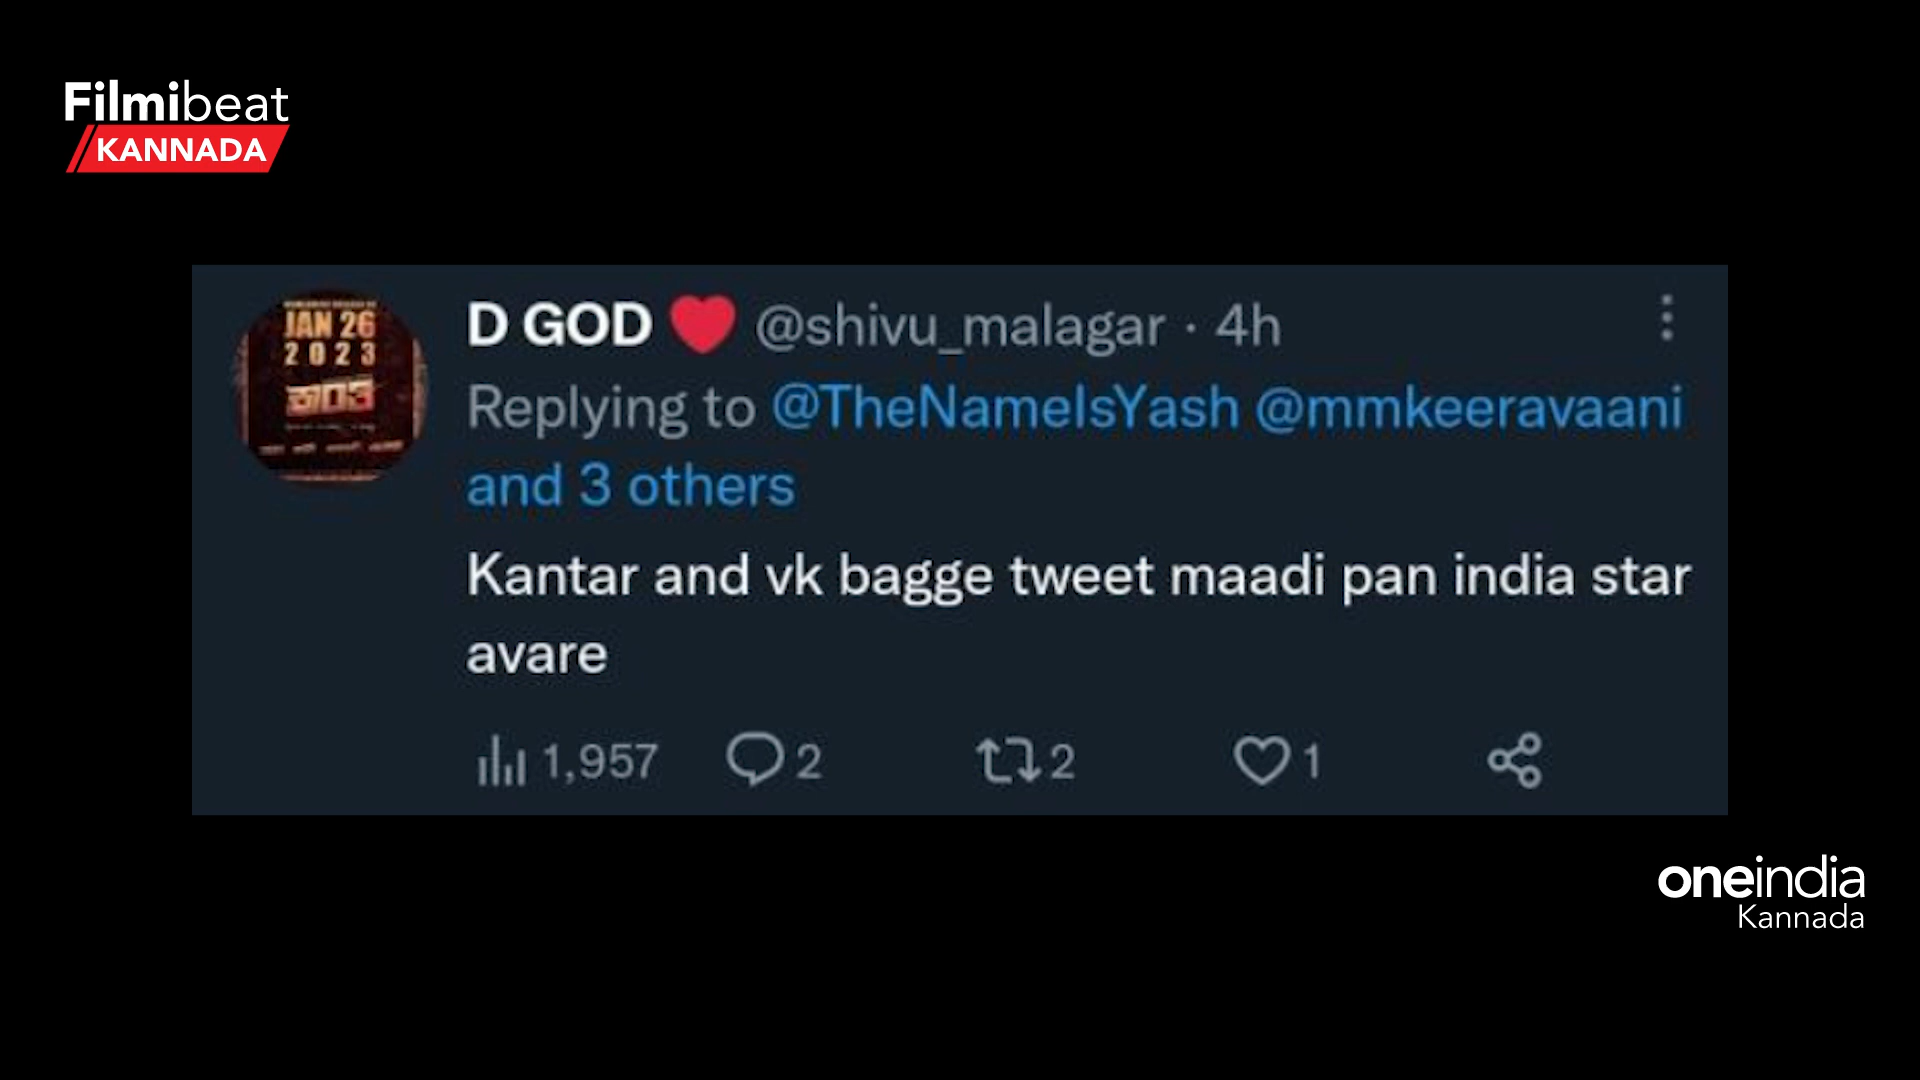 Filmibeat
KANNADA
JAN 26
2023
D GOD ❤️ @shivu_malagar · 4h
Replying to @TheNameIsYash @mmkeeravaani
and 3 others
Kantar and vk bagge tweet maadi pan india star
avare
1,957 2 2 1
oneindia
Kannada